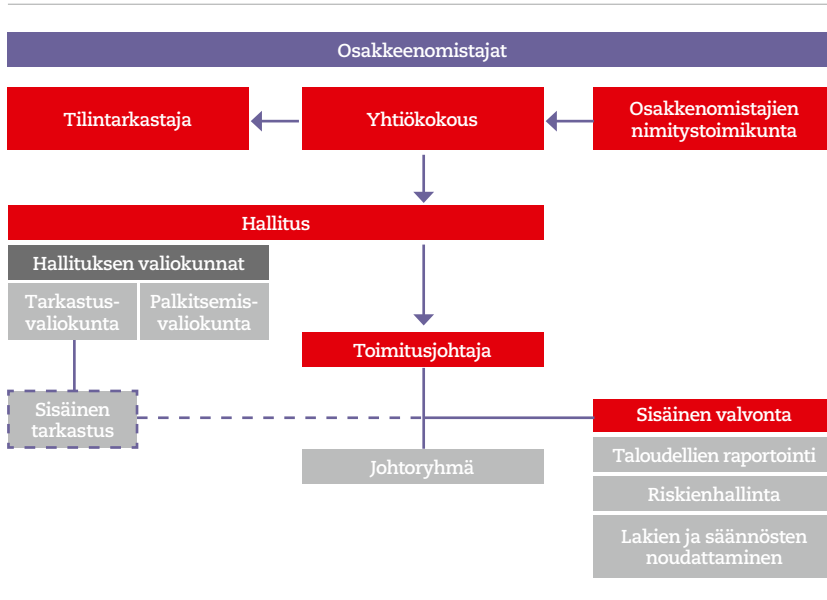 Osakkeenomistajat
Tilintarkastaja
Yhtiökokous
Osakkenomistajien
nimitystoimikunta
Hallitus
Hallituksen valiokunnat
Tarkastus-
valiokunta
Palkitsemis-
valiokunta
Toimitusjohtaja
Sisäinen
tarkastus
Sisäinen valvonta
Johtoryhmä
Taloudellien raportointi
Riskienhallinta
Lakien ja säännösten
noudattaminen